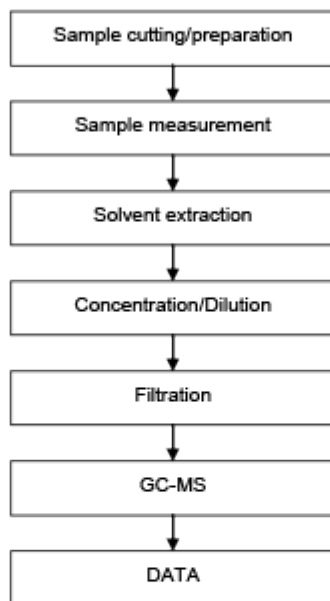 Sample cutting/preparation
Sample measurement
Solvent extraction
Concentration/Dilution
Filtration
GC-MS
DATA